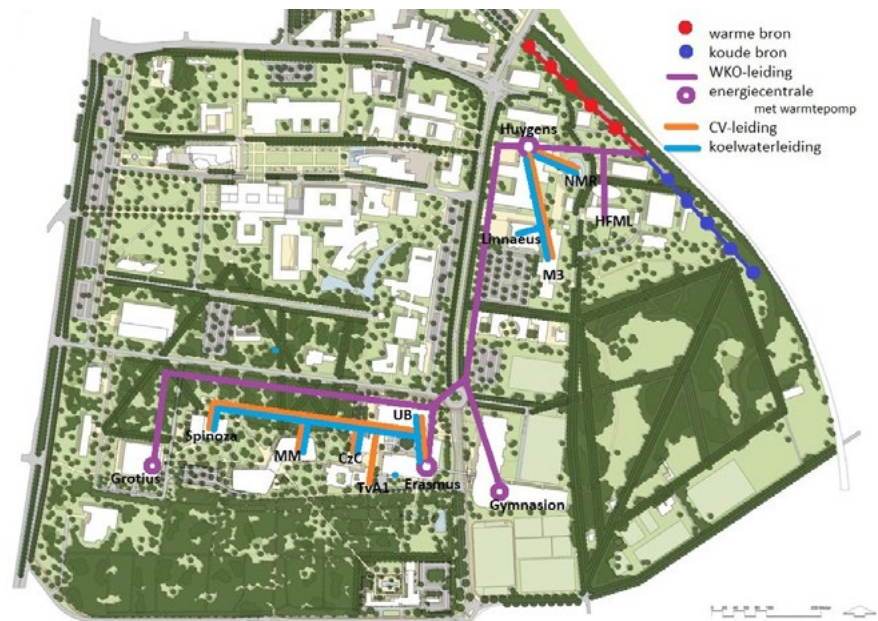 warme bron
koude bron
WKO-leiding
energiecentrale
met warmtepomp
CV-leiding
koelwaterleiding
Huygens
NMR
HFML
Linnaeus
M3
UB
Spinoza
MM
CzC
TvA1
Erasmus
Grotius
Gymnasion